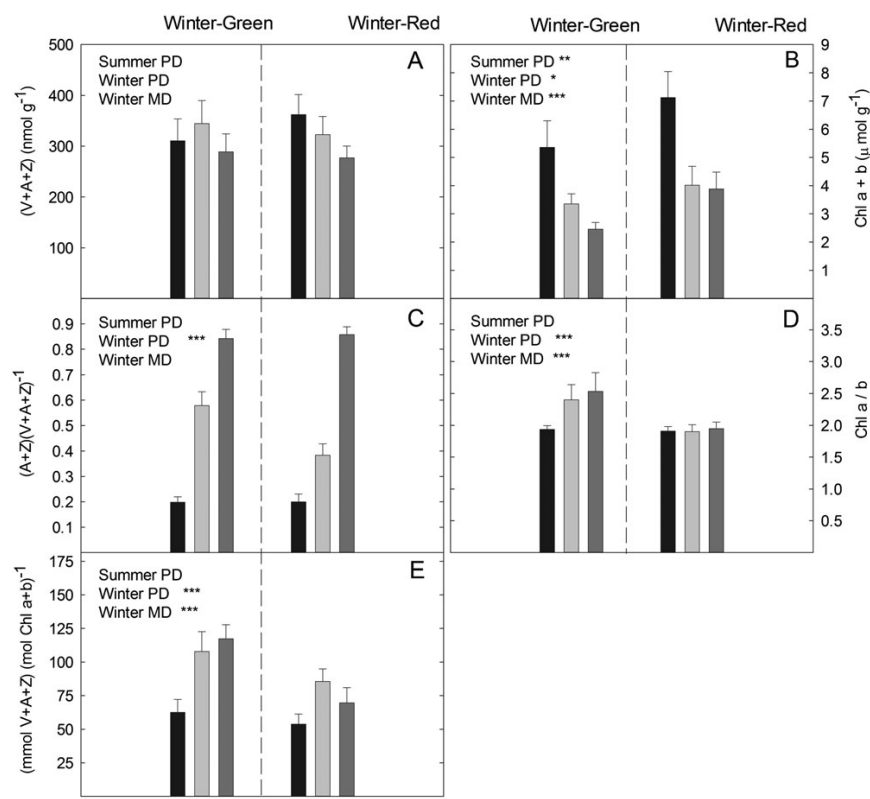 Winter-Green Winter-Red Winter-Green Winter-Red
A
Summer PD
Winter PD
Winter MD
500
400
300
200
100
(V+A+Z) (nmol g⁻¹)
B
Summer PD **
Winter PD *
Winter MD ***
9
8
7
6
5
4
3
2
1
Chl a + b (μ mol g⁻¹)
C
Summer PD
Winter PD ***
Winter MD
0.9
0.8
0.7
0.6
0.5
0.4
0.3
0.2
0.1
(A+Z)(V+A+Z)⁻¹
D
Summer PD
Winter PD ***
Winter MD ***
3.5
3.0
2.5
2.0
1.5
1.0
0.5
Chl a / b
E
Summer PD
Winter PD ***
Winter MD ***
175
150
125
100
75
50
25
(mmol V+A+Z) (mol Chl a+b)⁻¹